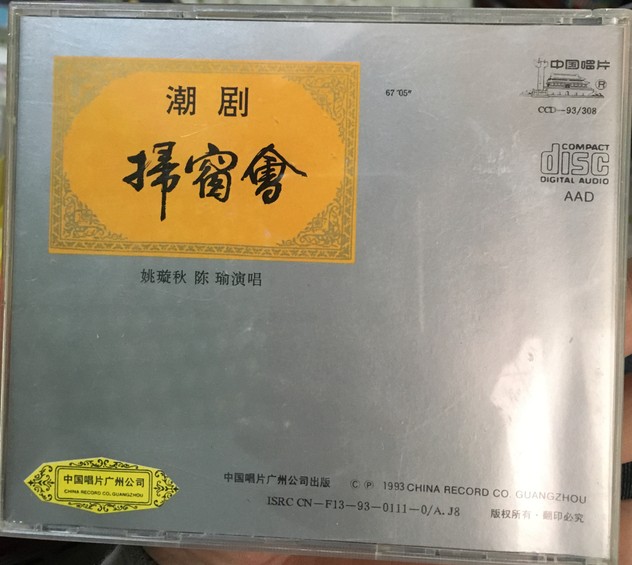 潮剧
掃窗會
67 "05"
中国唱片
®
CCD-93/308
COMPACT
disc
DIGITAL AUDIO
AAD
姚璇秋 陈 瑜演唱
中国唱片广州公司
CHINA RECORD CO. GUANGZHOU
中国唱片广州公司出版 © ℗ 1993 CHINA RECORD CO. GUANGZHOU
ISRC CN-F13-93-0111-0/A.J8 版权所有·翻印必究